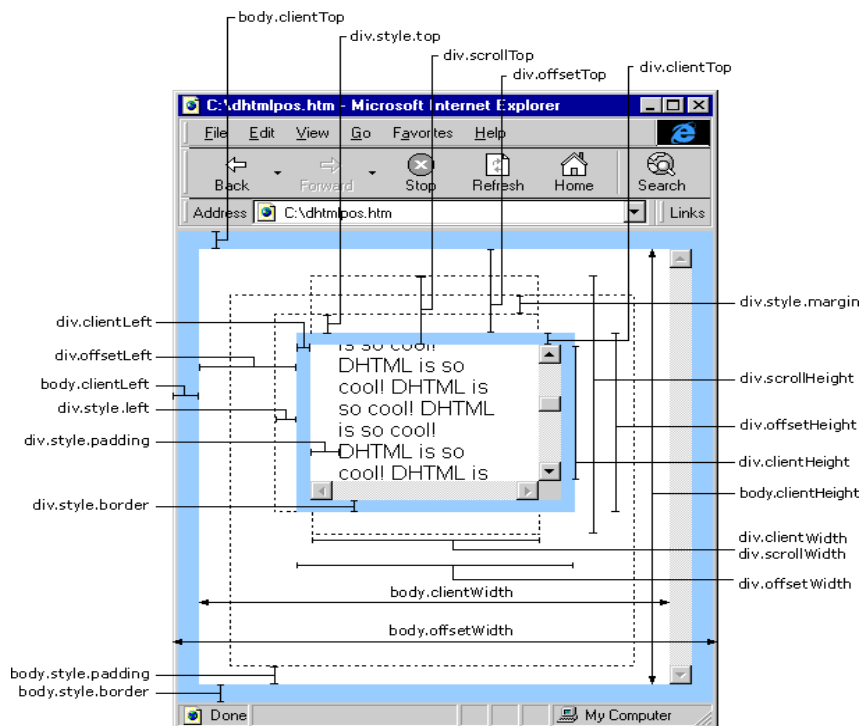 body.clientTop
div.style.top
div.scrollTop
div.offsetTop
div.clientTop
C:\dhtmlpos.htm - Microsoft Internet Explorer
File Edit View Go Favorites Help
Back Forward Stop Refresh Home Search
Address C:\dhtmlpos.htm Links
div.style.margin
div.clientLeft
div.offsetLeft
body.clientLeft
div.style.left
div.style.padding
div.style.border
is so cool!
DHTML is so
cool! DHTML is
so cool! DHTML
is so cool!
DHTML is so
cool! DHTML is
div.scrollHeight
div.offsetHeight
div.clientHeight
body.clientHeight
div.clientWidth
div.scrollWidth
div.offsetWidth
body.clientWidth
body.offsetWidth
body.style.padding
body.style.border
Done My Computer